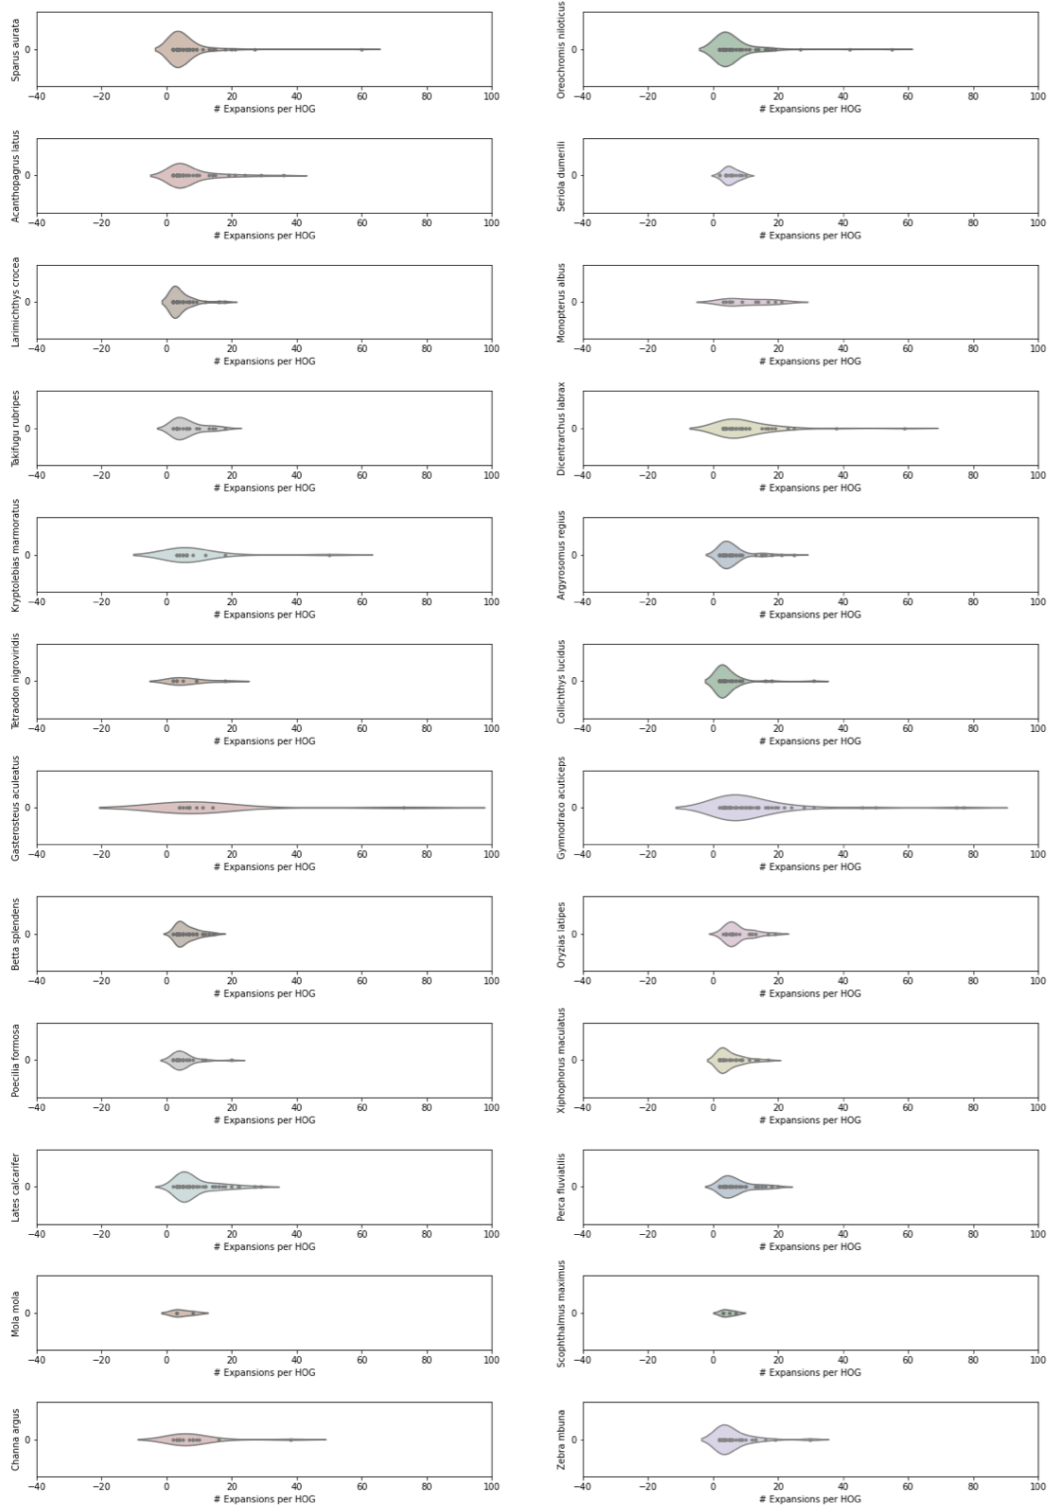 Sparus aurata
0
−40 −20 0 20 40 60 80 100
# Expansions per HOG
Oreochromis niloticus
0
−40 −20 0 20 40 60 80 100
# Expansions per HOG
Acanthopagrus latus
0
−40 −20 0 20 40 60 80 100
# Expansions per HOG
Seriola dumerili
0
−40 −20 0 20 40 60 80 100
# Expansions per HOG
Larimichthys crocea
0
−40 −20 0 20 40 60 80 100
# Expansions per HOG
Monopterus albus
0
−40 −20 0 20 40 60 80 100
# Expansions per HOG
Takifugu rubripes
0
−40 −20 0 20 40 60 80 100
# Expansions per HOG
Dicentrarchus labrax
0
−40 −20 0 20 40 60 80 100
# Expansions per HOG
Kryptolebias marmoratus
0
−40 −20 0 20 40 60 80 100
# Expansions per HOG
Argyrosomus regius
0
−40 −20 0 20 40 60 80 100
# Expansions per HOG
Tetraodon nigroviridis
0
−40 −20 0 20 40 60 80 100
# Expansions per HOG
Collichthys lucidus
0
−40 −20 0 20 40 60 80 100
# Expansions per HOG
Gasterosteus aculeatus
0
−40 −20 0 20 40 60 80 100
# Expansions per HOG
Gymnodraco acuticeps
0
−40 −20 0 20 40 60 80 100
# Expansions per HOG
Betta splendens
0
−40 −20 0 20 40 60 80 100
# Expansions per HOG
Oryzias latipes
0
−40 −20 0 20 40 60 80 100
# Expansions per HOG
Poecilia formosa
0
−40 −20 0 20 40 60 80 100
# Expansions per HOG
Xiphophorus maculatus
0
−40 −20 0 20 40 60 80 100
# Expansions per HOG
Lates calcarifer
0
−40 −20 0 20 40 60 80 100
# Expansions per HOG
Perca fluviatilis
0
−40 −20 0 20 40 60 80 100
# Expansions per HOG
Mola mola
0
−40 −20 0 20 40 60 80 100
# Expansions per HOG
Scophthalmus maximus
0
−40 −20 0 20 40 60 80 100
# Expansions per HOG
Channa argus
0
−40 −20 0 20 40 60 80 100
# Expansions per HOG
Zebra mbuna
0
−40 −20 0 20 40 60 80 100
# Expansions per HOG